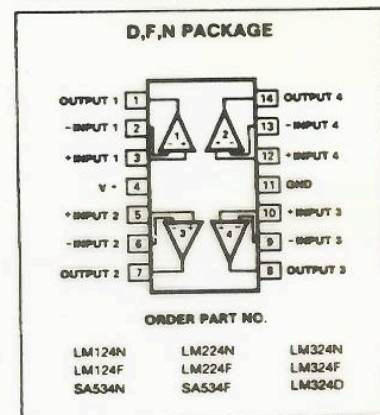 D,F,N PACKAGE
OUTPUT 1 1 14 OUTPUT 4
-INPUT 1 2 13 -INPUT 4
1 2
+INPUT 1 3 12 +INPUT 4
V+ 4 11 GND
+INPUT 2 5 10 +INPUT 3
3 4
-INPUT 2 6 9 -INPUT 3
OUTPUT 2 7 8 OUTPUT 3
ORDER PART NO.
LM124N LM224N LM324N
LM124F LM224F LM324F
SA534N SA534F LM324D